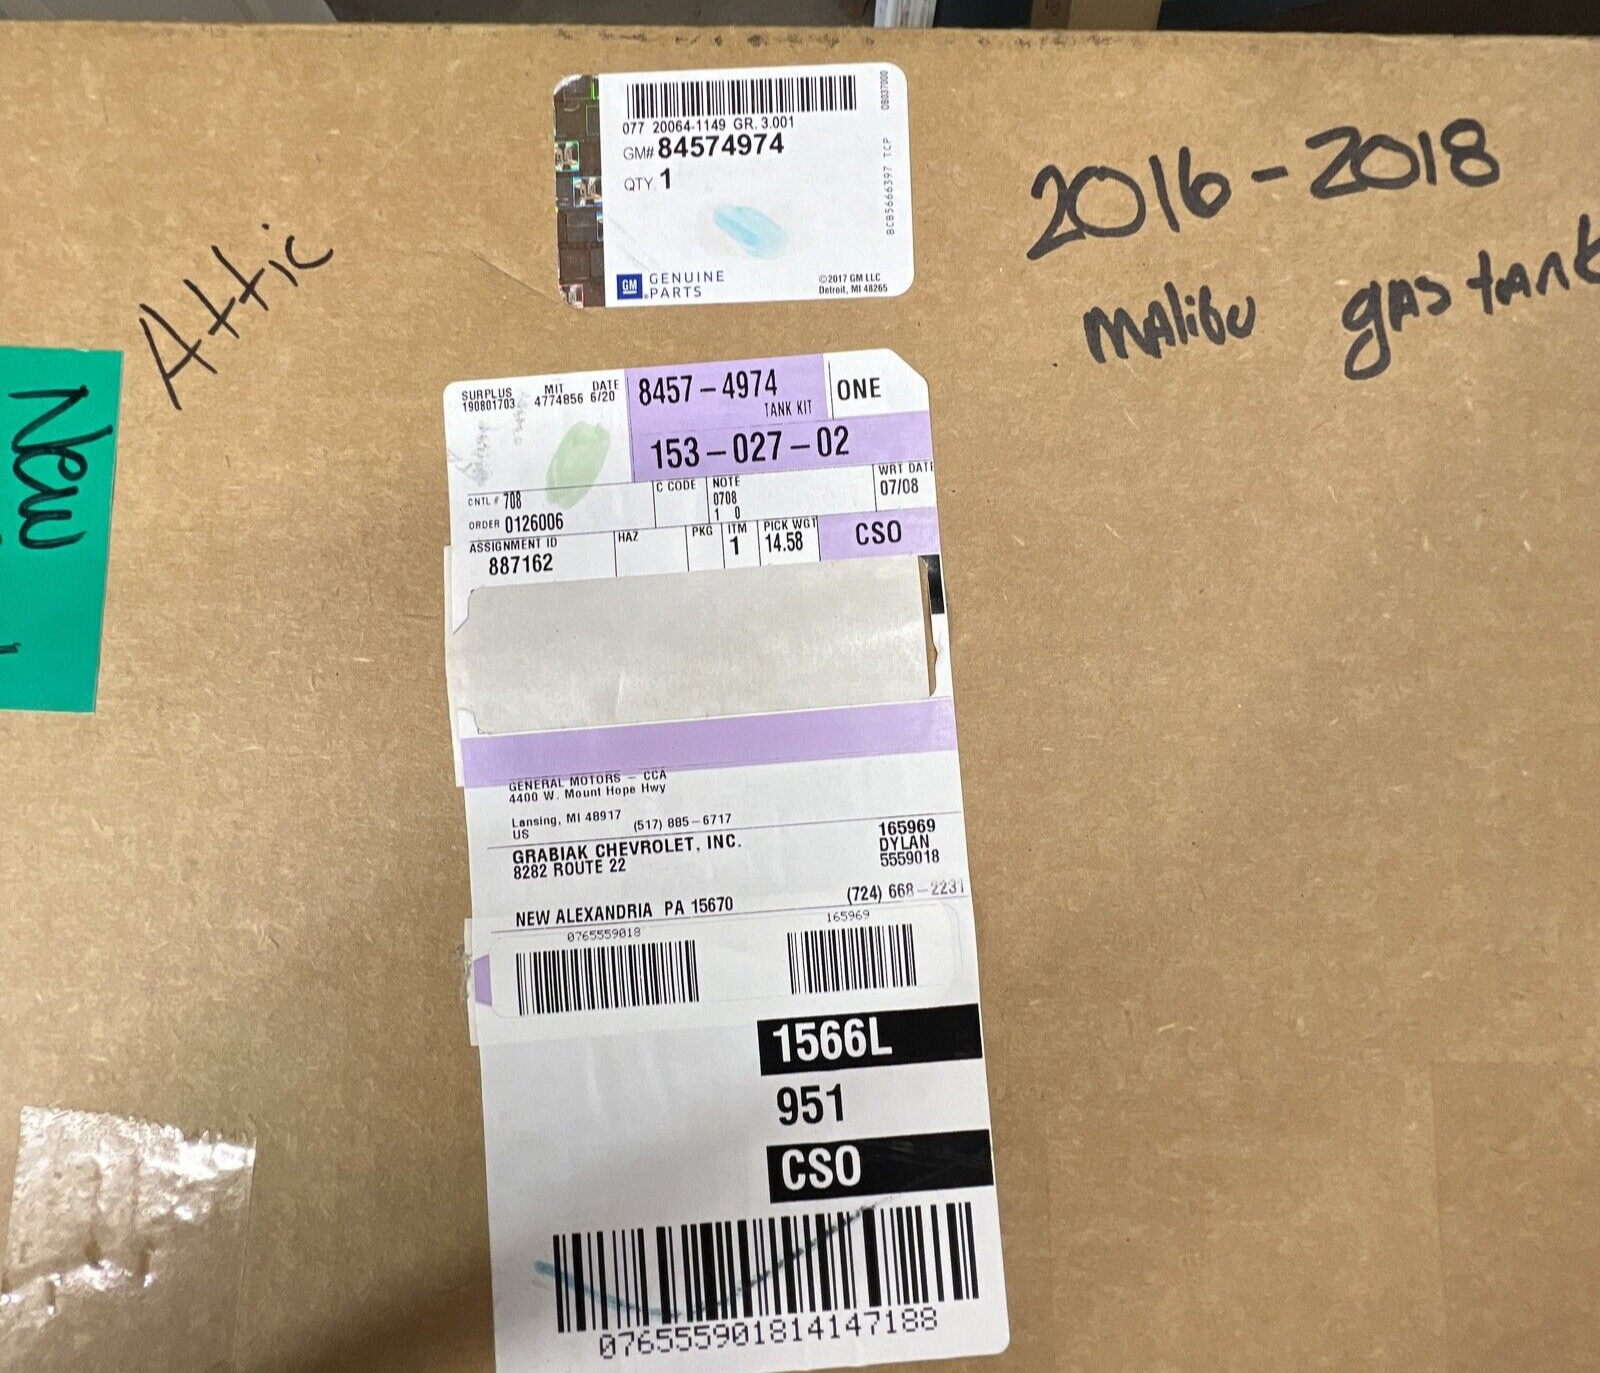 077 20064-1149 GR. 3.001
GM# 84574974
QTY 1
GM GENUINE
PARTS
©2017 GM LLC
Detroit, MI 48265
DB037000
BCB5666397 TCP
2016-2018
Malibu gas tank
Attic
New
SURPLUS MIT DATE
190801703 4774856 6/20
8457-4974
TANK KIT
ONE
153-027-02
CNTL # 708
C CODE
NOTE
0708
1 0
WRT DATE
07/08
ORDER 0126006
ASSIGNMENT ID
887162
HAZ
PKG
ITM
1
PICK WGT
14.58
CSO
GENERAL MOTORS - CCA
4400 W. Mount Hope Hwy
Lansing, MI 48917 (517) 885-6717
US
GRABIAK CHEVROLET, INC.
8282 ROUTE 22
165969
DYLAN
5559018
NEW ALEXANDRIA PA 15670
(724) 668-2231
0765559018
165969
1566L
951
CSO
076555901814147188